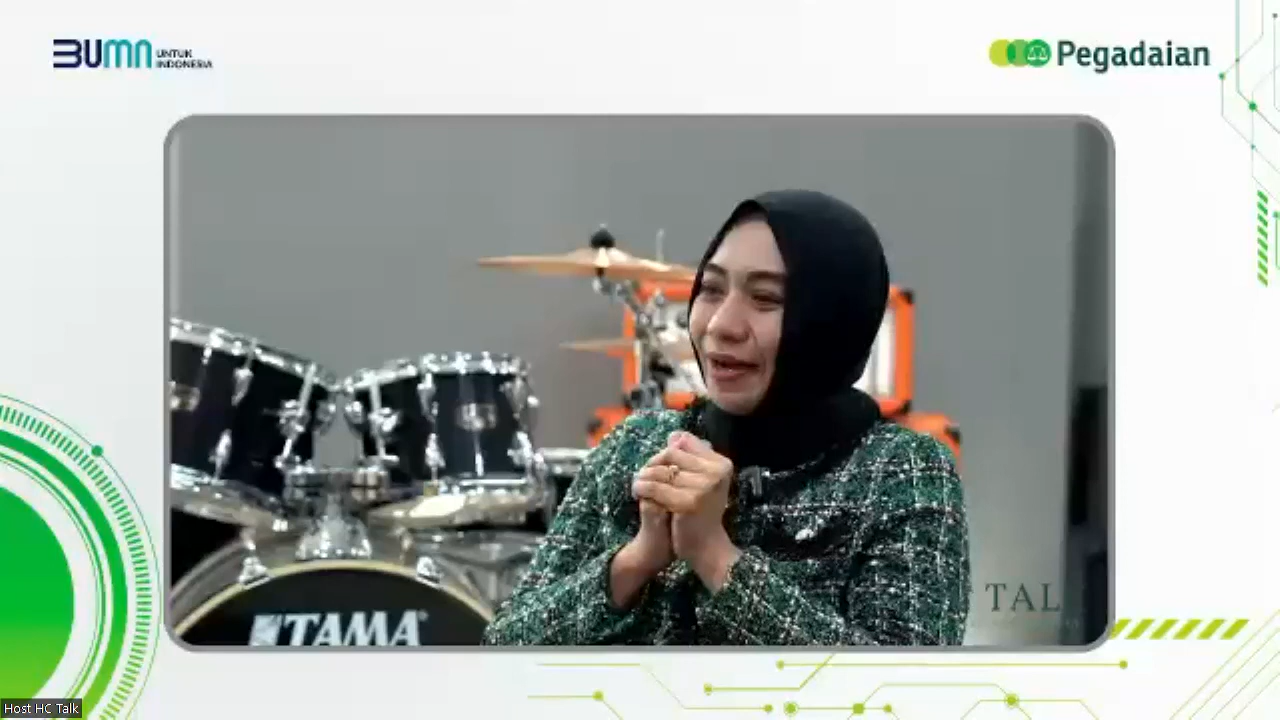 BUMN
UNTUK
INDONESIA
Pegadaian
TAMA
TAL
Host HC Talk